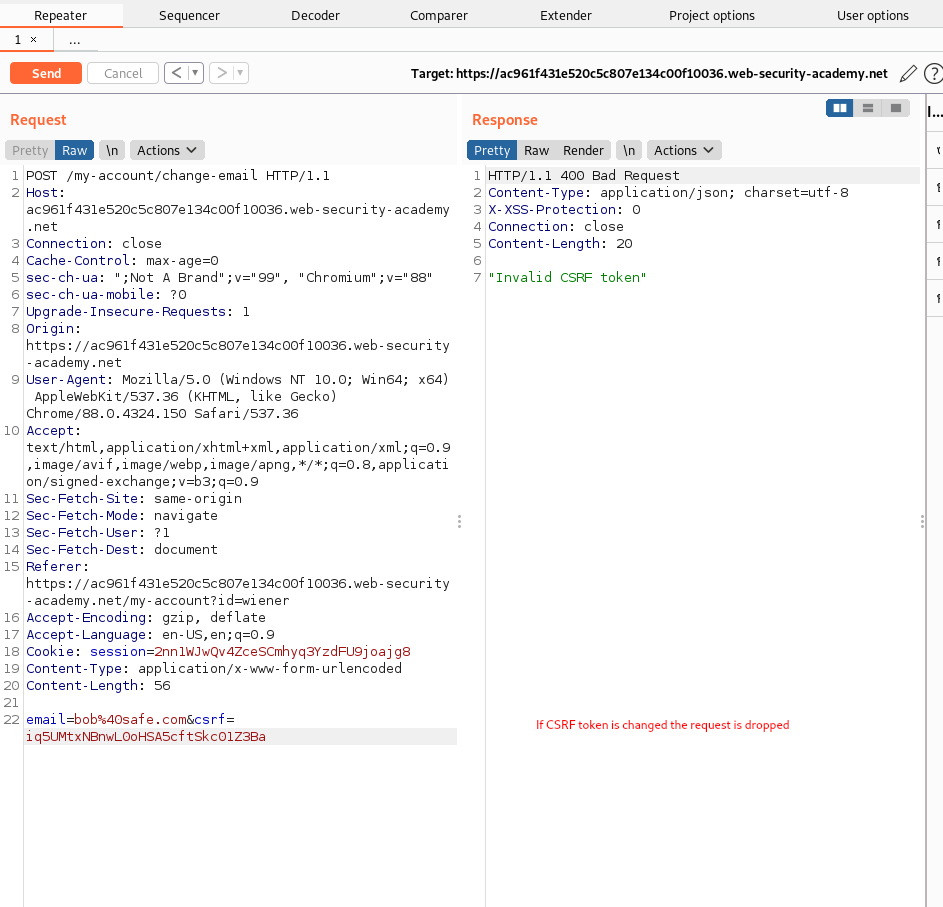 Repeater Sequencer Decoder Comparer Extender Project options User options
1 × ...
Send Cancel < ▾ > ▾ Target: https://ac961f431e520c5c807e134c00f10036.web-security-academy.net ?
Request
Pretty Raw \n Actions
1 POST /my-account/change-email HTTP/1.1
2 Host:
ac961f431e520c5c807e134c00f10036.web-security-academy
.net
3 Connection: close
4 Cache-Control: max-age=0
5 sec-ch-ua: ";Not A Brand";v="99", "Chromium";v="88"
6 sec-ch-ua-mobile: ?0
7 Upgrade-Insecure-Requests: 1
8 Origin:
https://ac961f431e520c5c807e134c00f10036.web-security
-academy.net
9 User-Agent: Mozilla/5.0 (Windows NT 10.0; Win64; x64)
AppleWebKit/537.36 (KHTML, like Gecko)
Chrome/88.0.4324.150 Safari/537.36
10 Accept:
text/html,application/xhtml+xml,application/xml;q=0.9
,image/avif,image/webp,image/apng,*/*;q=0.8,applicati
on/signed-exchange;v=b3;q=0.9
11 Sec-Fetch-Site: same-origin
12 Sec-Fetch-Mode: navigate
13 Sec-Fetch-User: ?1
14 Sec-Fetch-Dest: document
15 Referer:
https://ac961f431e520c5c807e134c00f10036.web-security
-academy.net/my-account?id=wiener
16 Accept-Encoding: gzip, deflate
17 Accept-Language: en-US,en;q=0.9
18 Cookie: session=2nn1WJwQv4ZceSCmhyq3YzdFU9joajg8
19 Content-Type: application/x-www-form-urlencoded
20 Content-Length: 56
21
22 email=bob%40safe.com&csrf=
iq5UMtxNBnwL0oHSA5cftSkc01Z3Ba
Response
Pretty Raw Render \n Actions
1 HTTP/1.1 400 Bad Request
2 Content-Type: application/json; charset=utf-8
3 X-XSS-Protection: 0
4 Connection: close
5 Content-Length: 20
6
7 "Invalid CSRF token"
If CSRF token is changed the request is dropped
I...